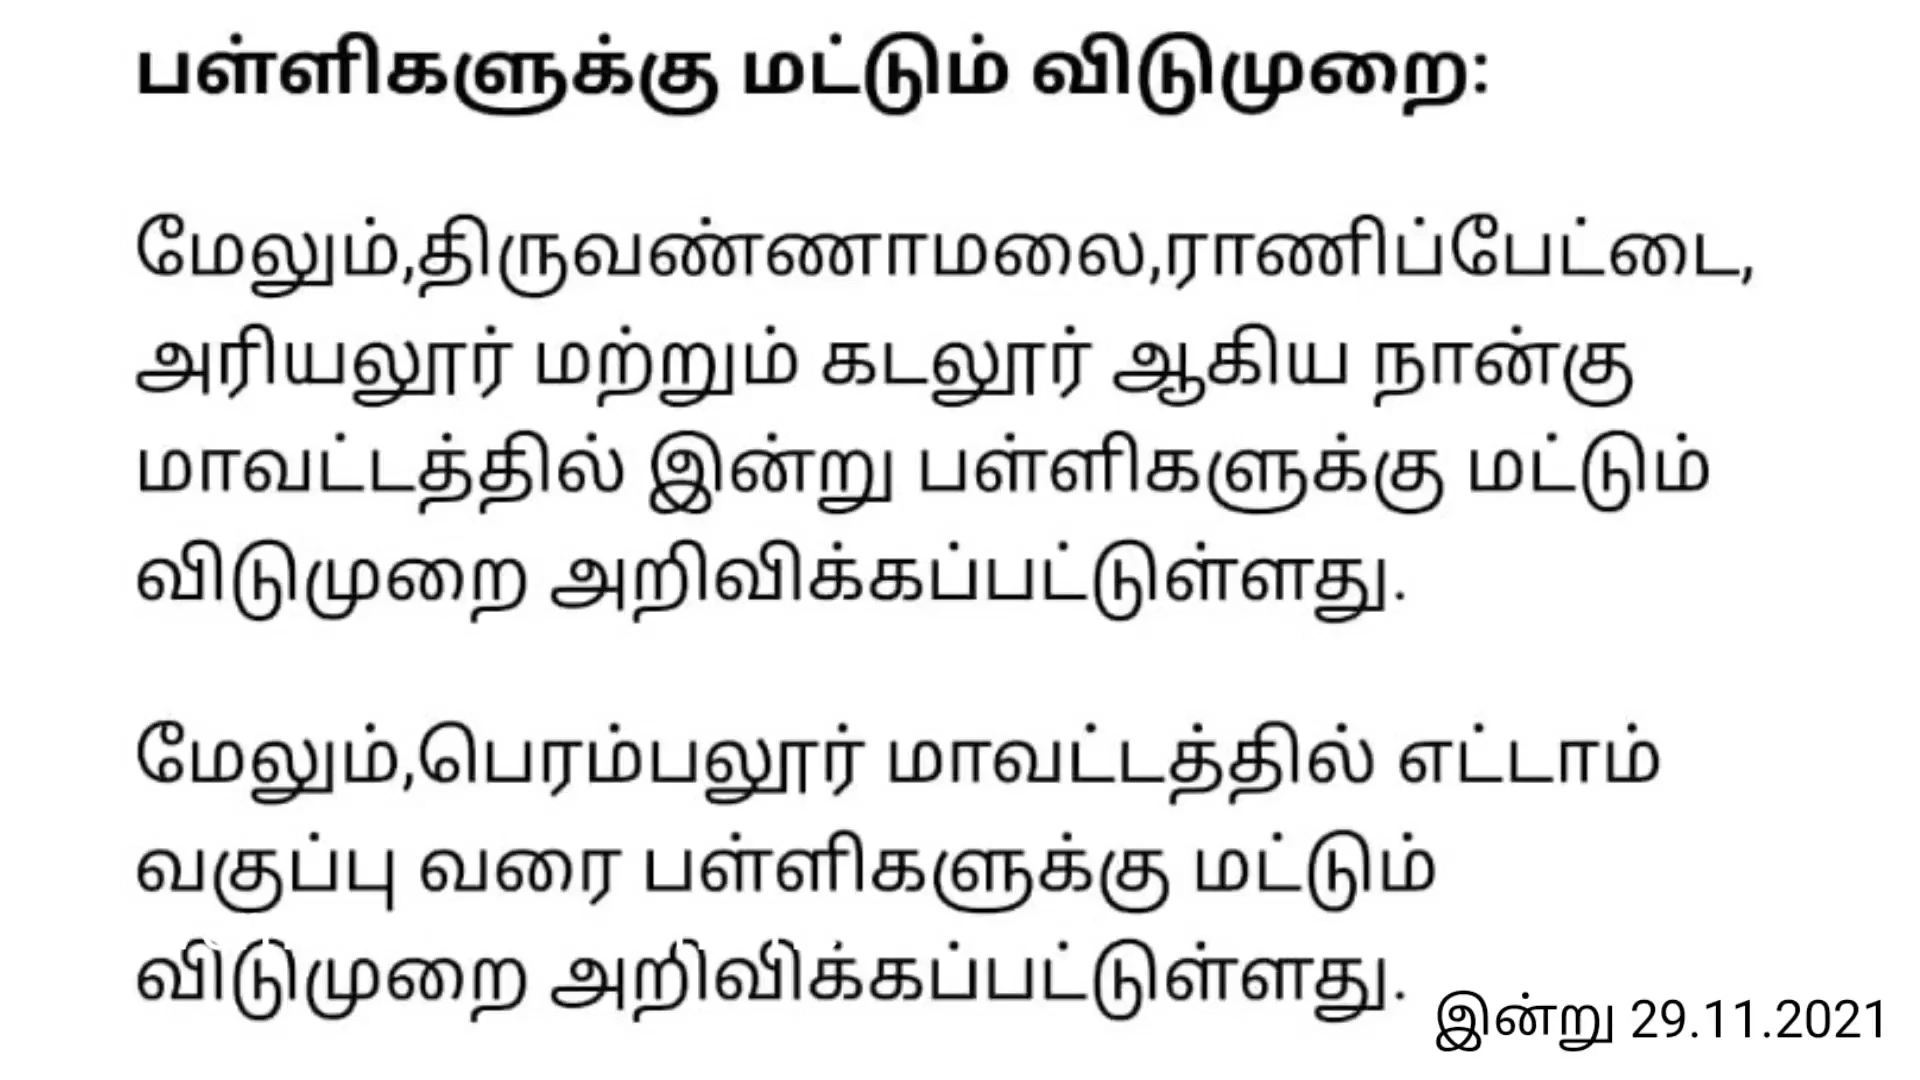 பள்ளிகளுக்கு மட்டும் விடுமுறை:
மேலும்,திருவண்ணாமலை,ராணிப்பேட்டை,
அரியலூர் மற்றும் கடலூர் ஆகிய நான்கு
மாவட்டத்தில் இன்று பள்ளிகளுக்கு மட்டும்
விடுமுறை அறிவிக்கப்பட்டுள்ளது.
மேலும்,பெரம்பலூர் மாவட்டத்தில் எட்டாம்
வகுப்பு வரை பள்ளிகளுக்கு மட்டும்
விடுமுறை அறிவிக்கப்பட்டுள்ளது.
இன்று 29.11.2021